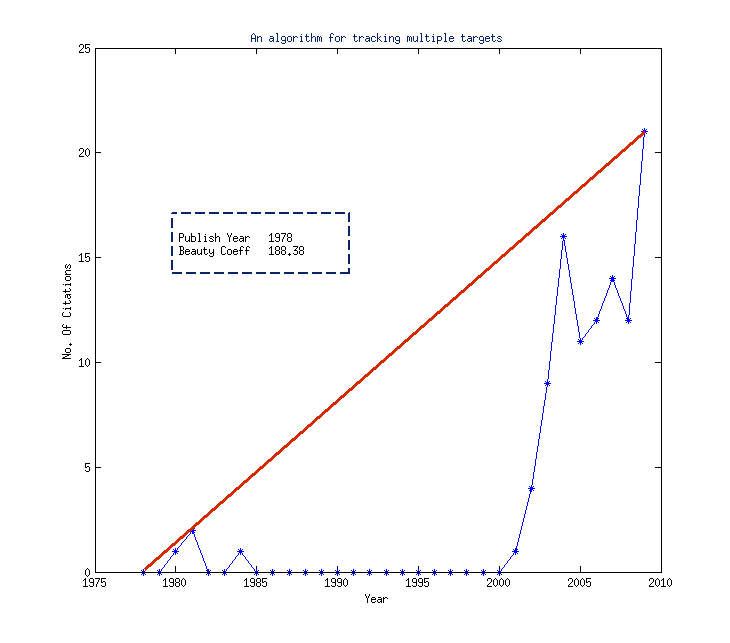 An algorithm for tracking multiple targets
25
20
15
10
5
0
No. Of Citations
Publish Year 1978
Beauty Coeff 188.38
1975 1980 1985 1990 1995 2000 2005 2010
Year